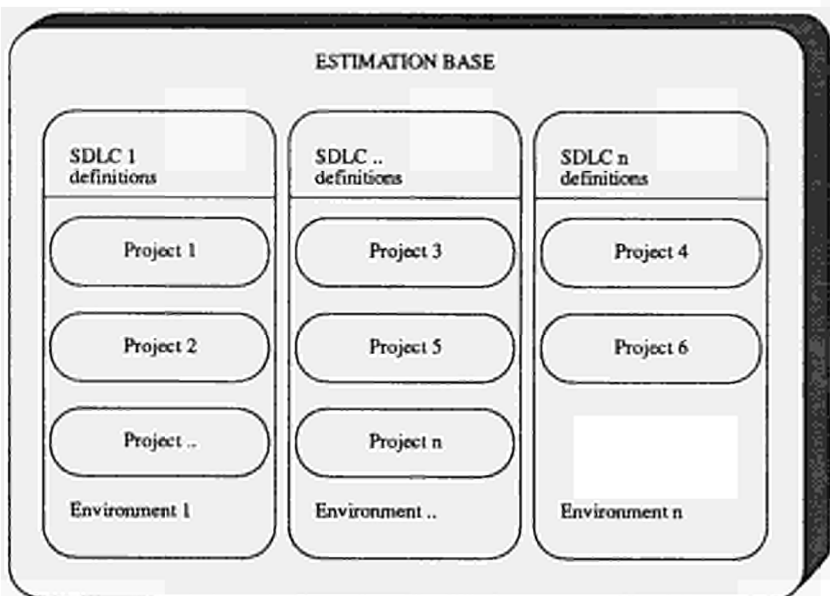 ESTIMATION BASE
SDLC 1
definitions
Project 1
Project 2
Project ..
Environment 1
SDLC ..
definitions
Project 3
Project 5
Project n
Environment ..
SDLC n
definitions
Project 4
Project 6
Environment n